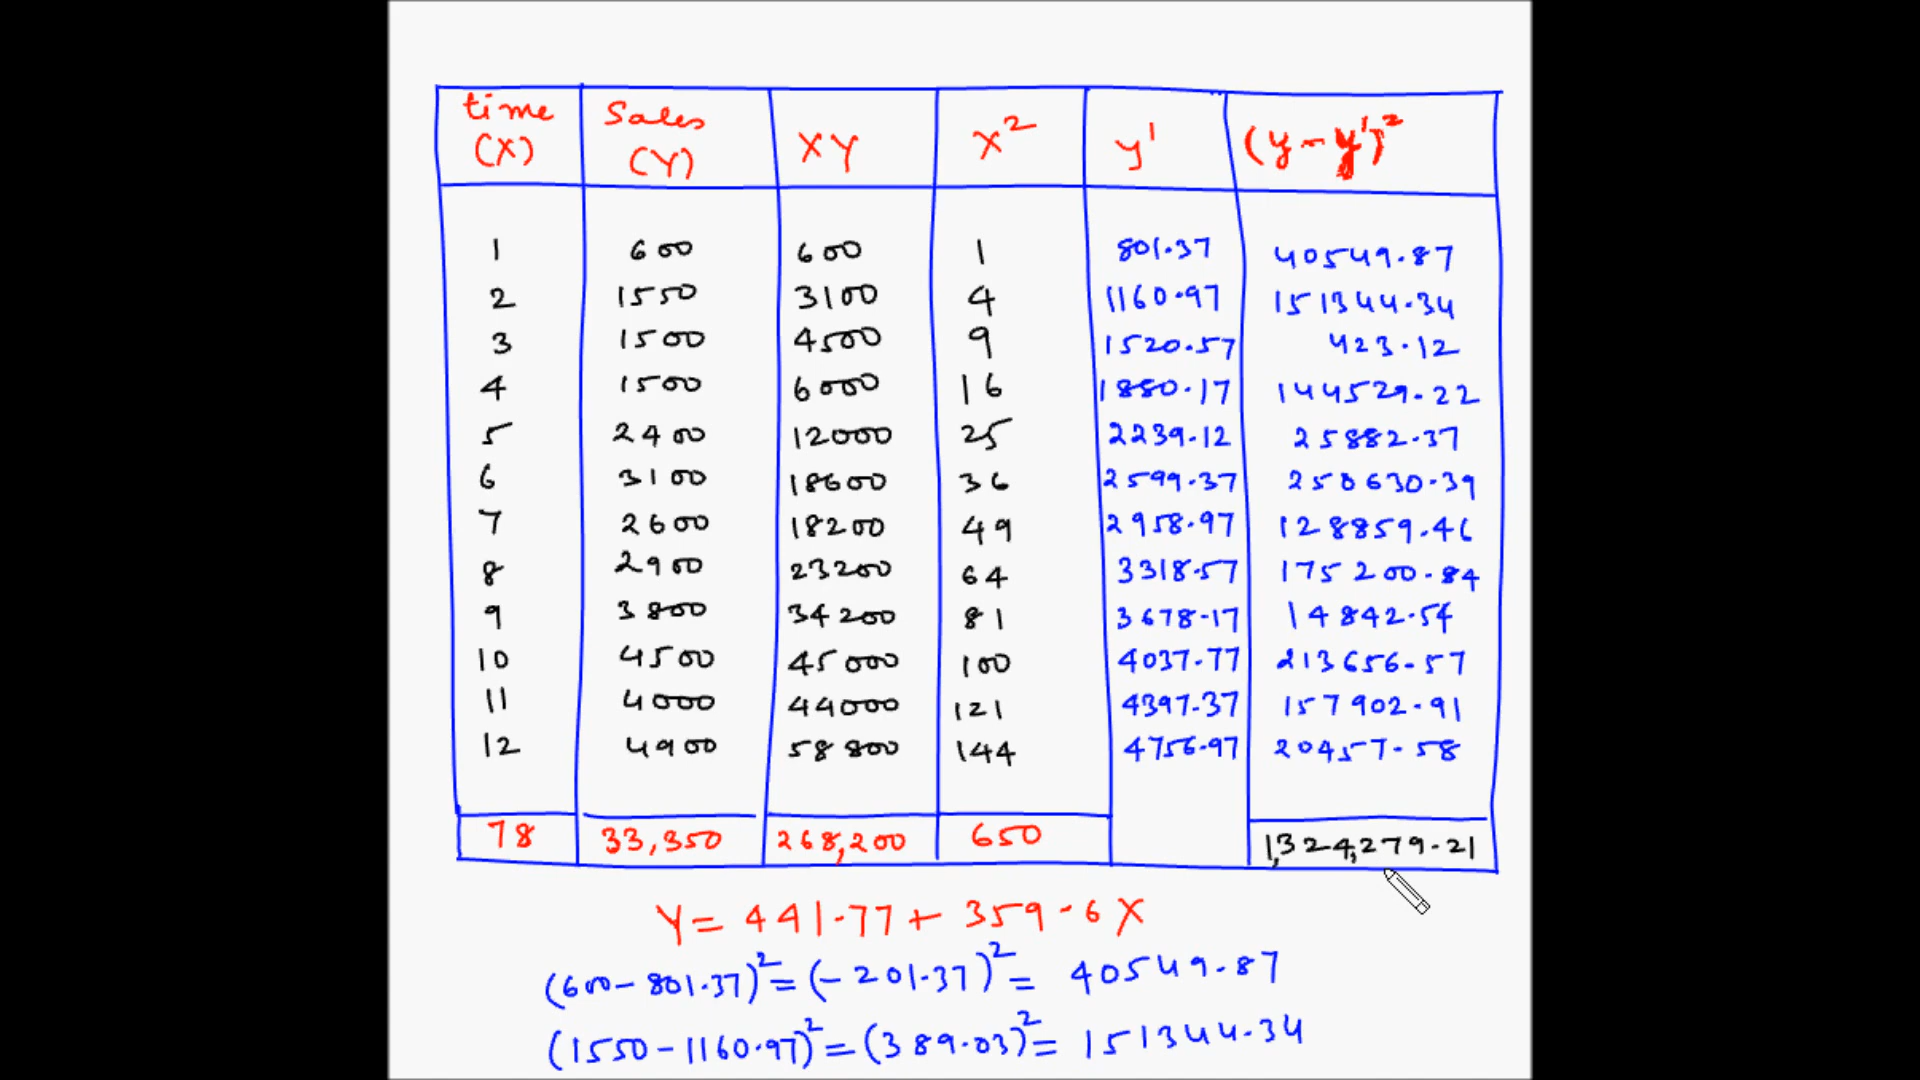 time (X) Sales (Y) XY X² y' (y-y')²
1 600 600 1 801.37 40549.87
2 1550 3100 4 1160.97 151344.34
3 1500 4500 9 1520.57 423.12
4 1500 6000 16 1880.17 144529.22
5 2400 12000 25 2239.12 25882.37
6 3100 18600 36 2599.37 250630.39
7 2600 18200 49 2958.97 128859.46
8 2900 23200 64 3318.57 175200.84
9 3800 34200 81 3678.17 14842.54
10 4500 45000 100 4037.77 213656.57
11 4000 44000 121 4397.37 157902.91
12 4900 58800 144 4756.97 20457.58
78 33,350 268,200 650 1,324,279.21
Y = 441.77 + 359.6 X
(600 - 801.37)² = (-201.37)² = 40549.87
(1550 - 1160.97)² = (389.03)² = 151344.34